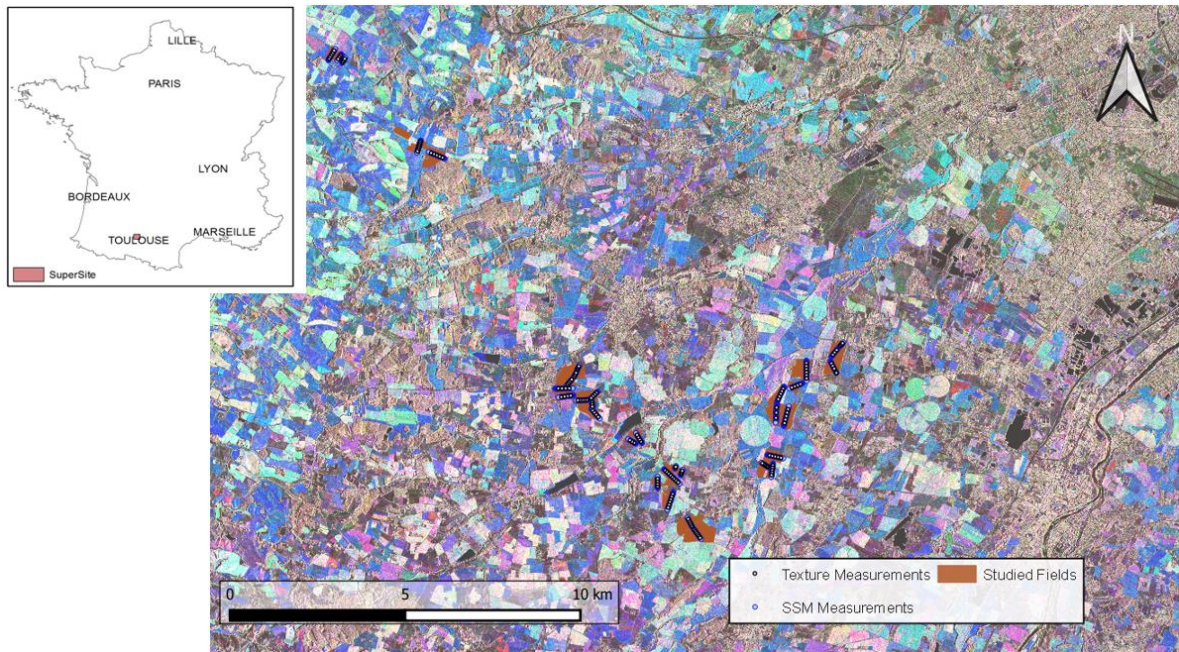 LILLE
PARIS
LYON
BORDEAUX
MARSEILLE
TOULOUSE
SuperSite
N
Texture Measurements Studied Fields
SSM Measurements
0 5 10 km